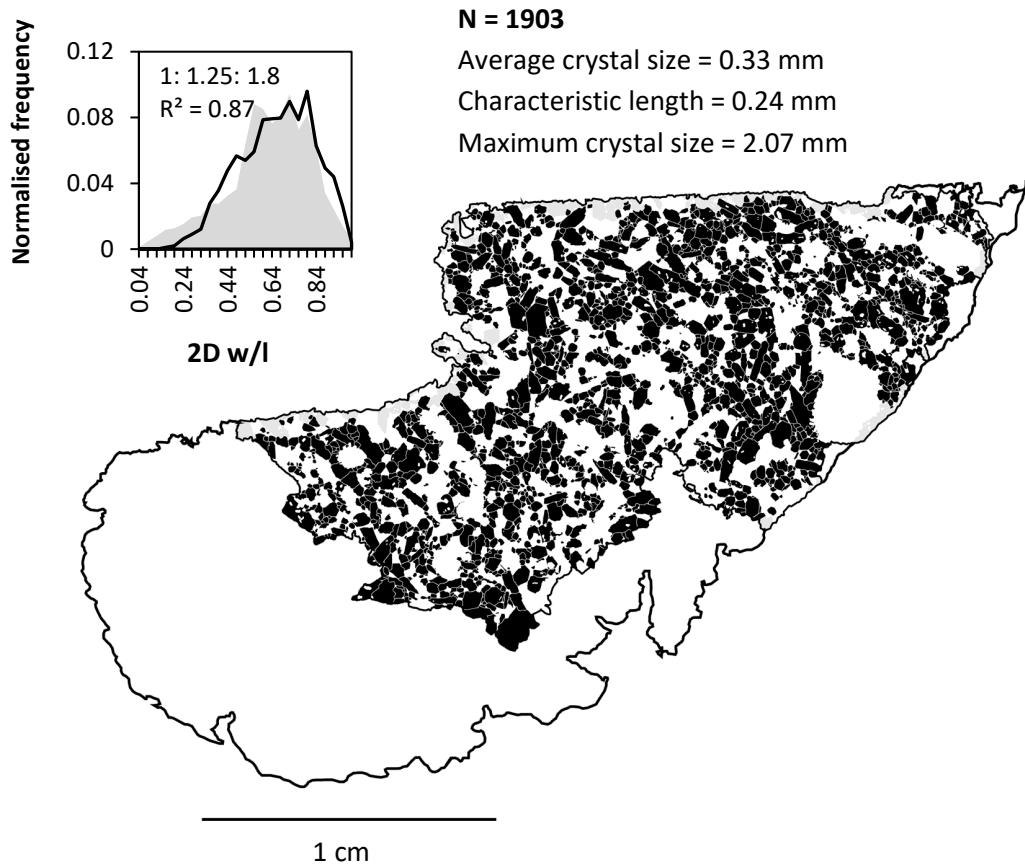 N = 1903
Average crystal size = 0.33 mm
Characteristic length = 0.24 mm
Maximum crystal size = 2.07 mm
Normalised frequency
0.12
0.08
0.04
0
1: 1.25: 1.8
R² = 0.87
0.04
0.24
0.44
0.64
0.84
2D w/l
1 cm